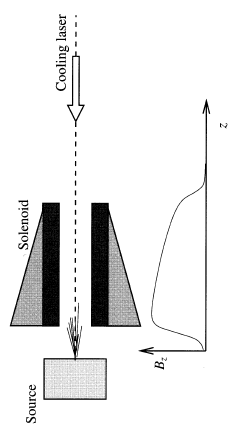 Cooling laser
Solenoid
Source
B_z
z